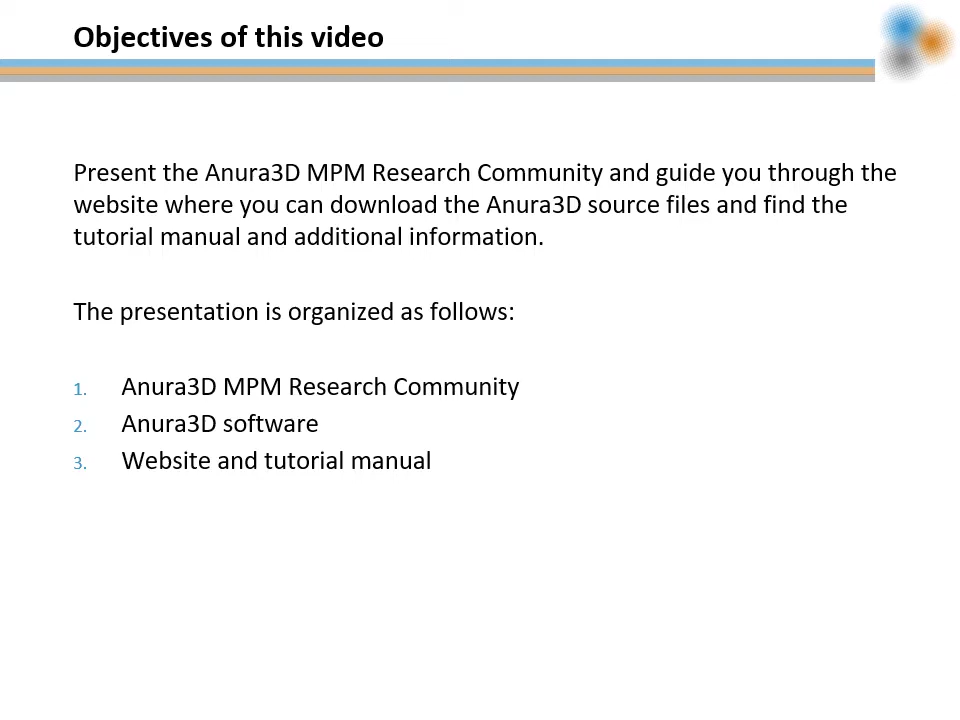 Objectives of this video
Present the Anura3D MPM Research Community and guide you through the
website where you can download the Anura3D source files and find the
tutorial manual and additional information.
The presentation is organized as follows:
1. Anura3D MPM Research Community
2. Anura3D software
3. Website and tutorial manual